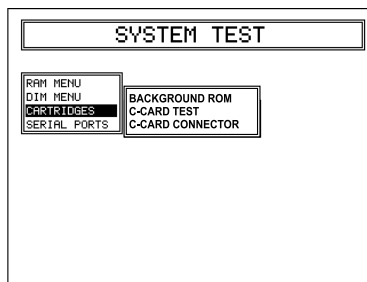 SYSTEM TEST
RAM MENU
DIM MENU
CARTRIDGES
SERIAL PORTS
BACKGROUND ROM
C-CARD TEST
C-CARD CONNECTOR